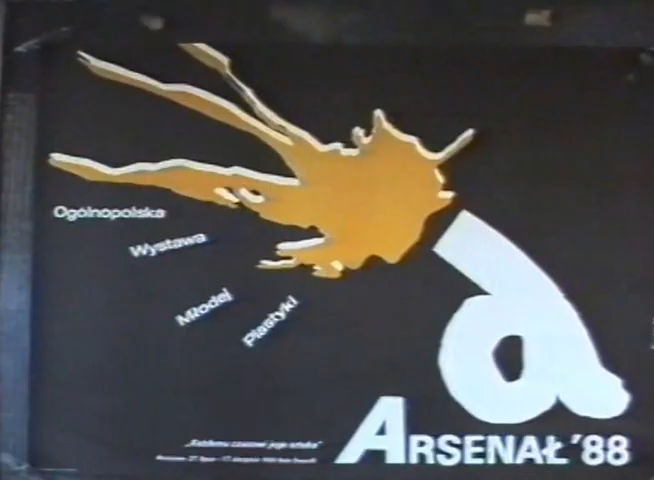 Ogólnopolska
Wystawa
Młodej
Plastyki
a
„Każdemu czasowi jego sztuka"
ARSENAŁ '88